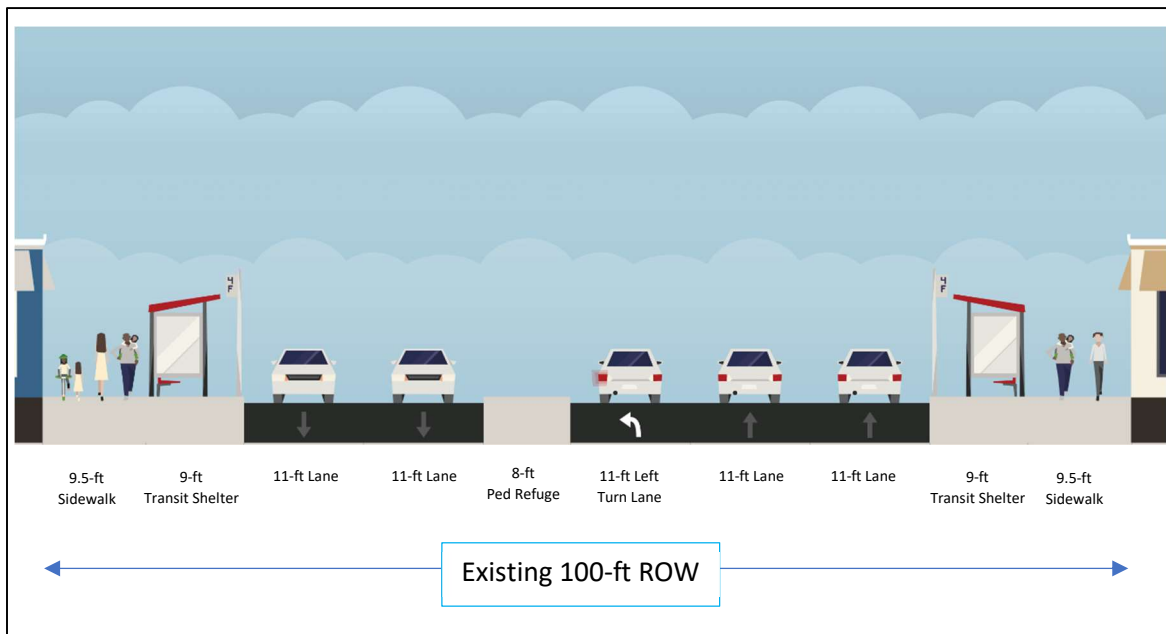 4
F
4
F
9.5-ft
Sidewalk
9-ft
Transit Shelter
11-ft Lane
11-ft Lane
8-ft
Ped Refuge
11-ft Left
Turn Lane
11-ft Lane
11-ft Lane
9-ft
Transit Shelter
9.5-ft
Sidewalk
Existing 100-ft ROW